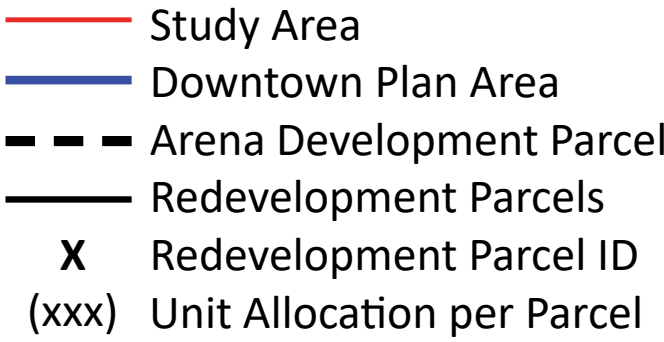 Study Area
Downtown Plan Area
Arena Development Parcel
Redevelopment Parcels
X Redevelopment Parcel ID
(xxx) Unit Allocation per Parcel